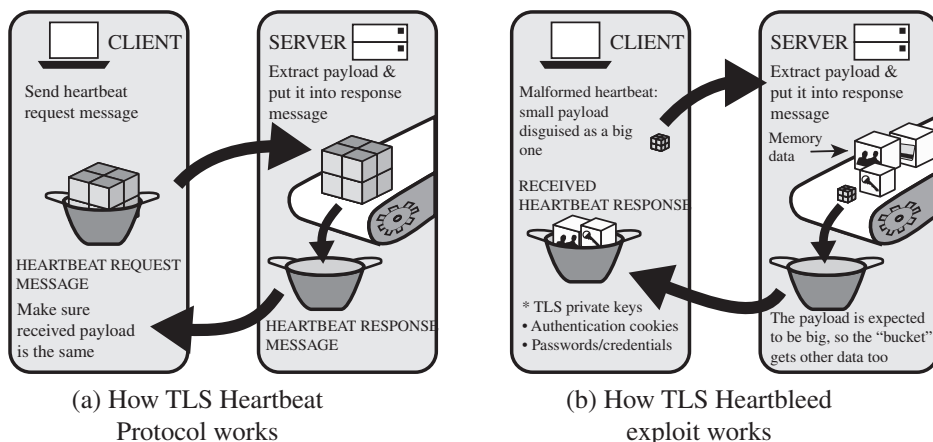 CLIENT
Send heartbeat
request message
HEARTBEAT REQUEST
MESSAGE
Make sure
received payload
is the same
SERVER
Extract payload &
put it into response
message
HEARTBEAT RESPONSE
MESSAGE
(a) How TLS Heartbeat
Protocol works
CLIENT
Malformed heartbeat:
small payload
disguised as a big
one
RECEIVED
HEARTBEAT RESPONSE
* TLS private keys
• Authentication cookies
• Passwords/credentials
SERVER
Extract payload &
put it into response
message
Memory
data
The payload is expected
to be big, so the “bucket”
gets other data too
(b) How TLS Heartbleed
exploit works